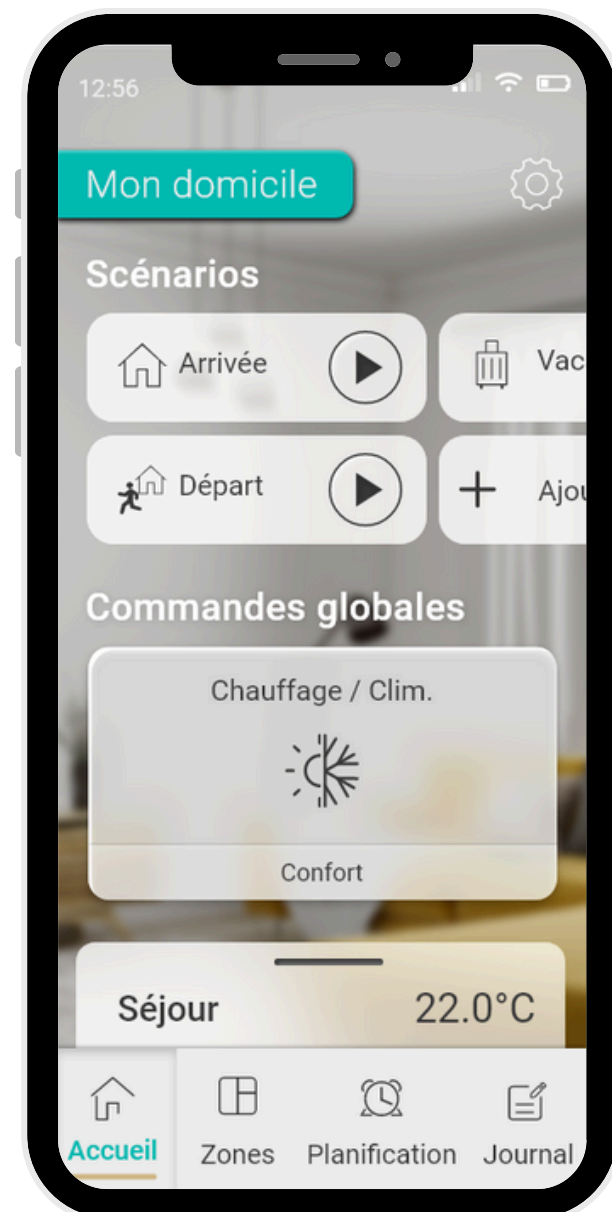 12:56
Mon domicile
Scénarios
Arrivée
Vac
Départ
Ajou
Commandes globales
Chauffage / Clim.
Confort
Séjour 22.0°C
Accueil Zones Planification Journal